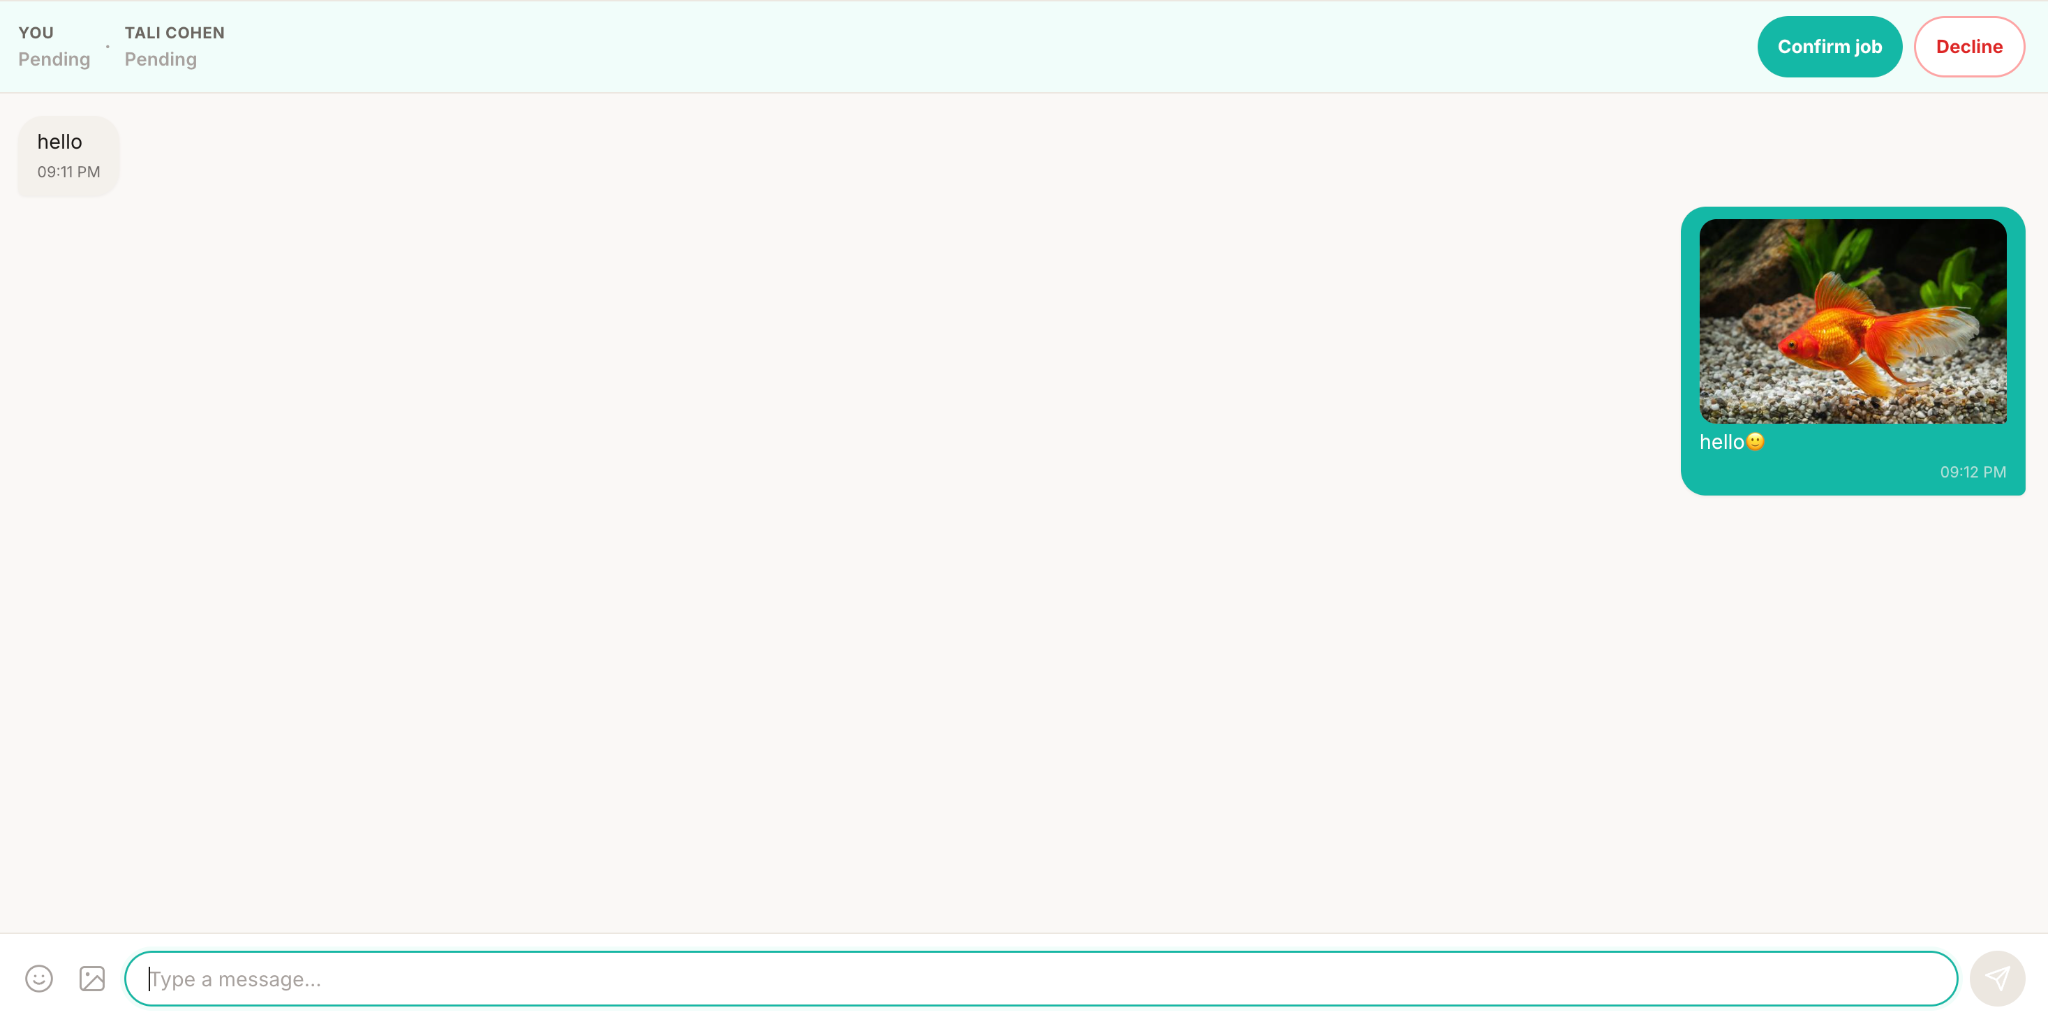 YOU
Pending
·
TALI COHEN
Pending
Confirm job
Decline
hello
09:11 PM
hello🙂
09:12 PM
Type a message...